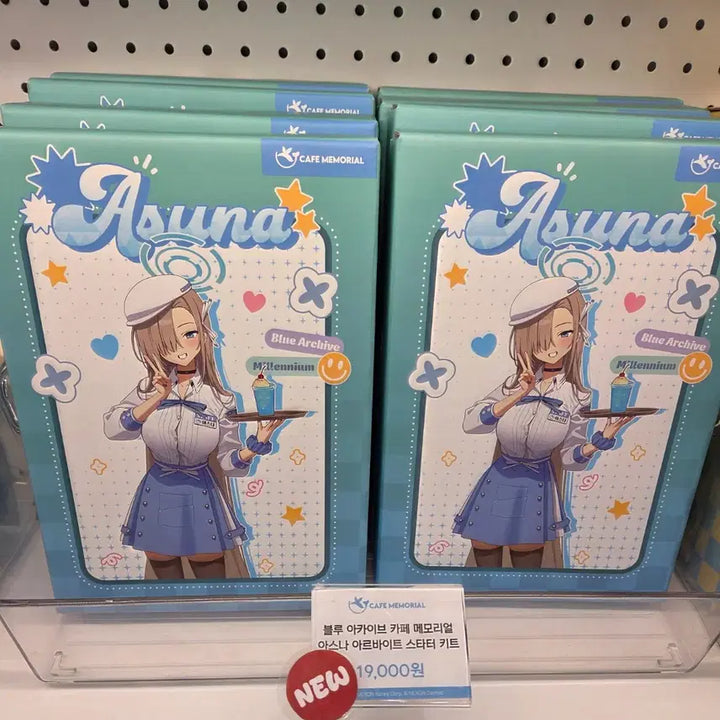 CAFE MEMORIAL
CAFE MEMORIAL
Asuna
Blue Archive
Millennium
CAFE MEMORIAL
Asuna
Blue Archive
Millennium
CAFE MEMORIAL
블루 아카이브 카페 메모리얼
아스나 아르바이트 스타터 키트
19,000원
NEW